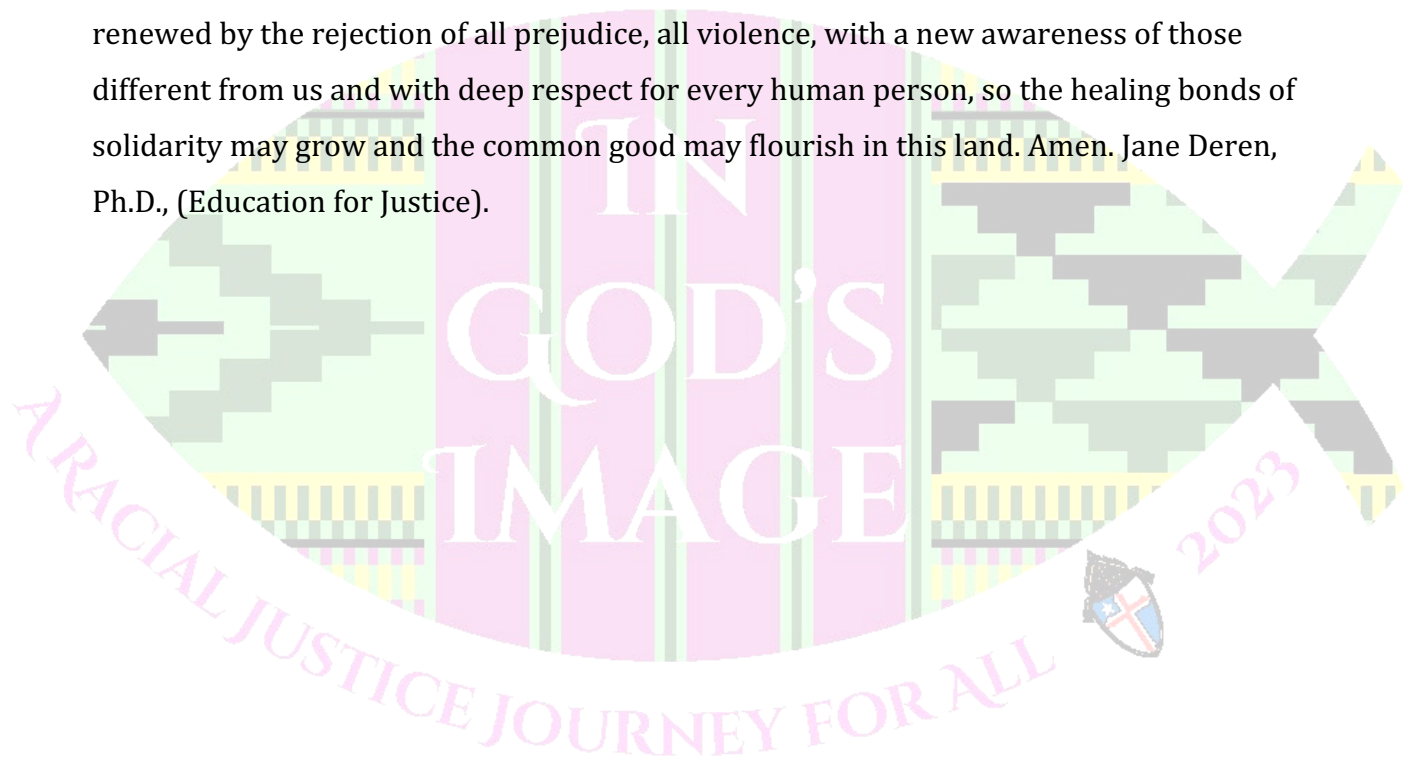 renewed by the rejection of all prejudice, all violence, with a new awareness of those
different from us and with deep respect for every human person, so the healing bonds of
solidarity may grow and the common good may flourish in this land. Amen. Jane Deren,
Ph.D., (Education for Justice).
IN
GOD'S
IMAGE
A RACIAL JUSTICE JOURNEY FOR ALL
2023